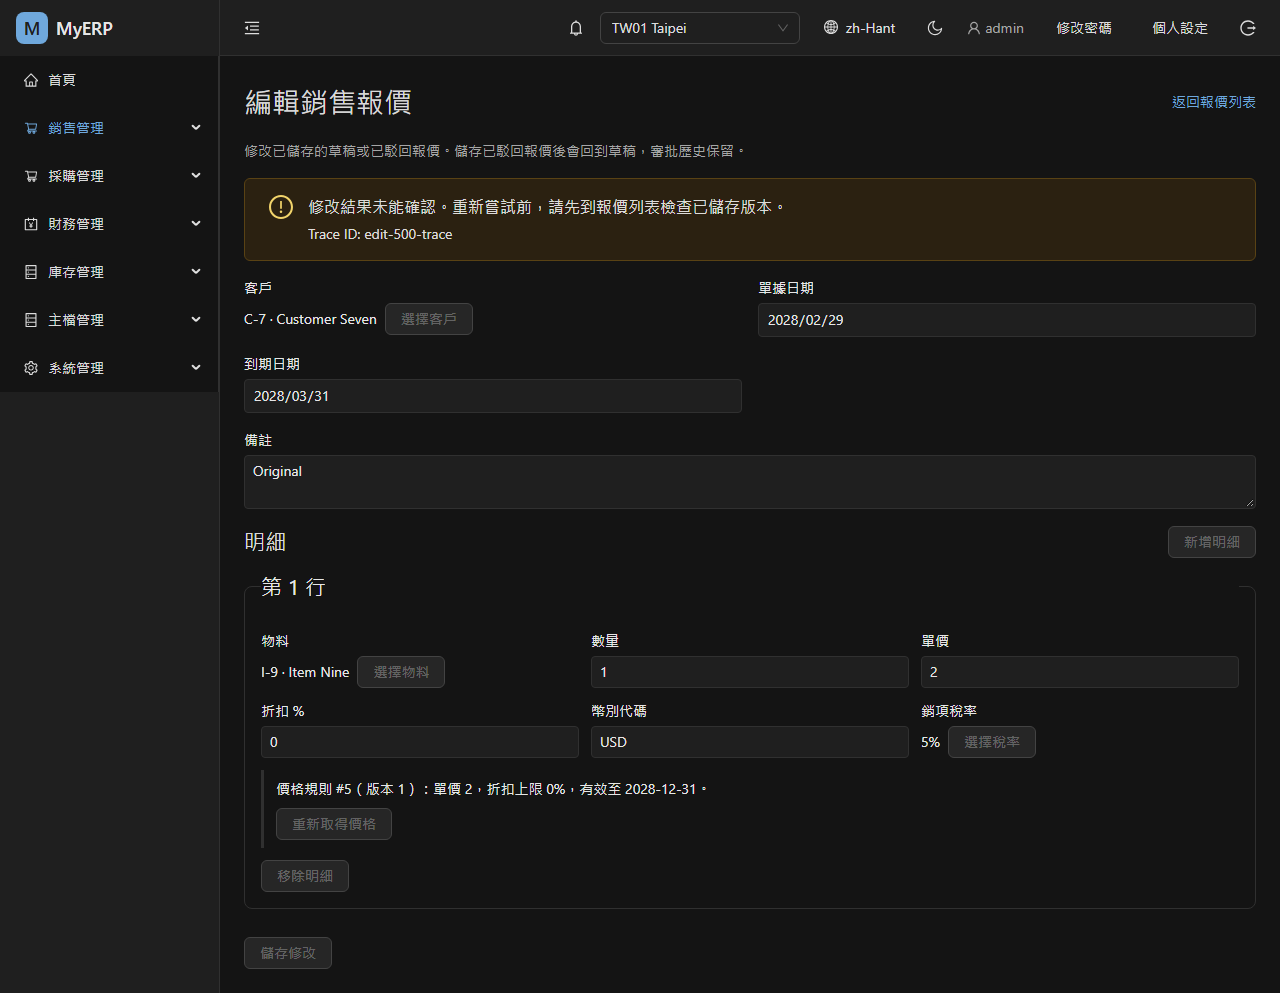 M MyERP
TW01 Taipei
zh-Hant
admin
修改密碼
個人設定
首頁
銷售管理
採購管理
財務管理
庫存管理
主檔管理
系統管理
編輯銷售報價
返回報價列表
修改已儲存的草稿或已駁回報價。儲存已駁回報價後會回到草稿，審批歷史保留。
修改結果未能確認。重新嘗試前，請先到報價列表檢查已儲存版本。
Trace ID: edit-500-trace
客戶
C-7 · Customer Seven 選擇客戶
單據日期
2028/02/29
到期日期
2028/03/31
備註
Original
明細
新增明細
第 1 行
物料
I-9 · Item Nine 選擇物料
數量
1
單價
2
折扣 %
0
幣別代碼
USD
銷項稅率
5% 選擇稅率
價格規則 #5（版本 1）：單價 2，折扣上限 0%，有效至 2028-12-31。
重新取得價格
移除明細
儲存修改